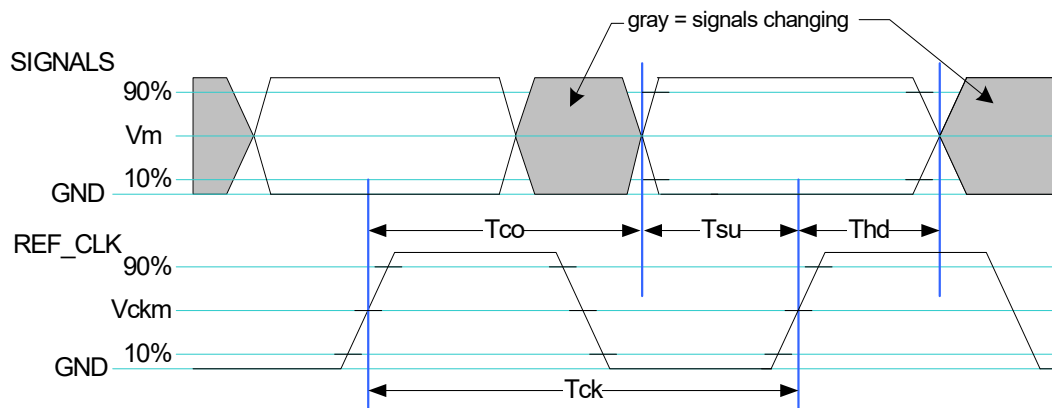 gray = signals changing
SIGNALS
90%
Vm
10%
GND
Tco
Tsu
Thd
REF_CLK
90%
Vckm
10%
GND
Tck